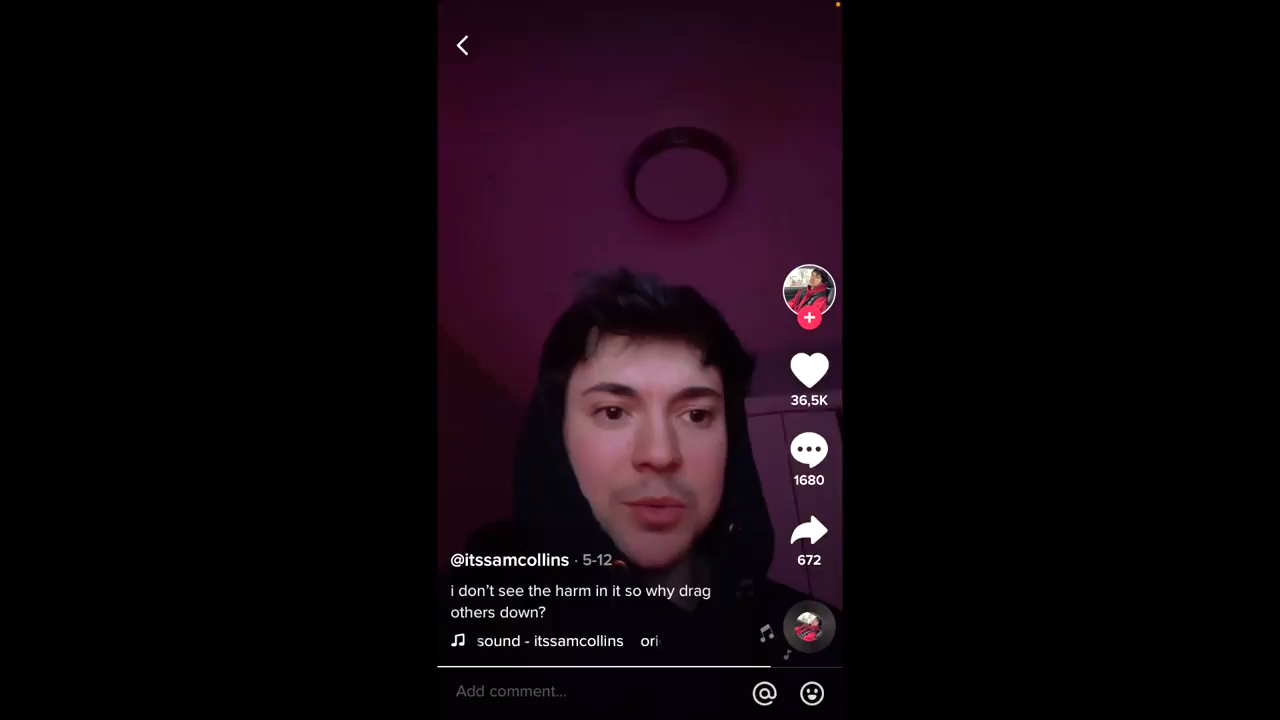 36,5K
1680
672
@itssamcollins · 5-12
i don’t see the harm in it so why drag
others down?
sound - itssamcollins ori
Add comment...